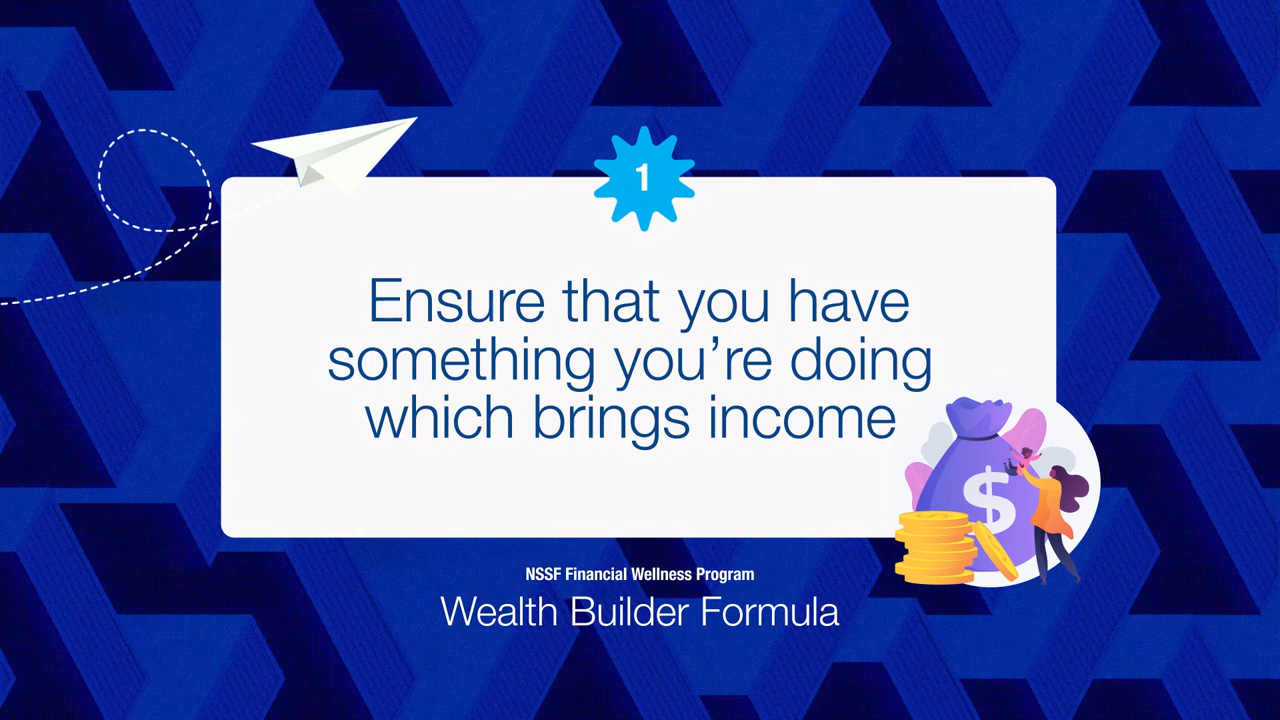 1
Ensure that you have
something you’re doing
which brings income
$
NSSF Financial Wellness Program
Wealth Builder Formula